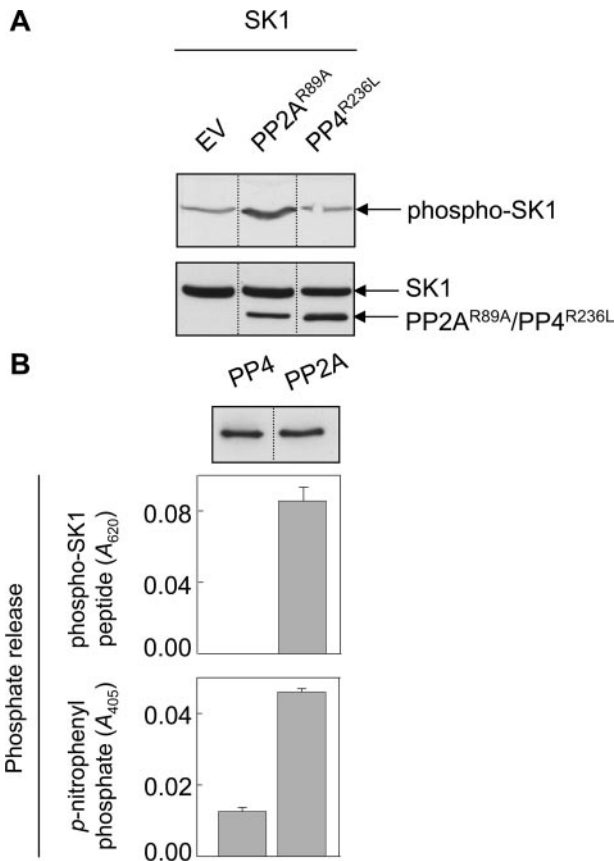 A
SK1
EV PP2A^R89A PP4^R236L
phospho-SK1
SK1
PP2A^R89A/PP4^R236L
B
PP4 PP2A
Phosphate release
phospho-SK1
peptide (A₆₂₀)
0.08
0.04
0.00
p-nitrophenyl
phosphate (A₄₀₅)
0.04
0.02
0.00